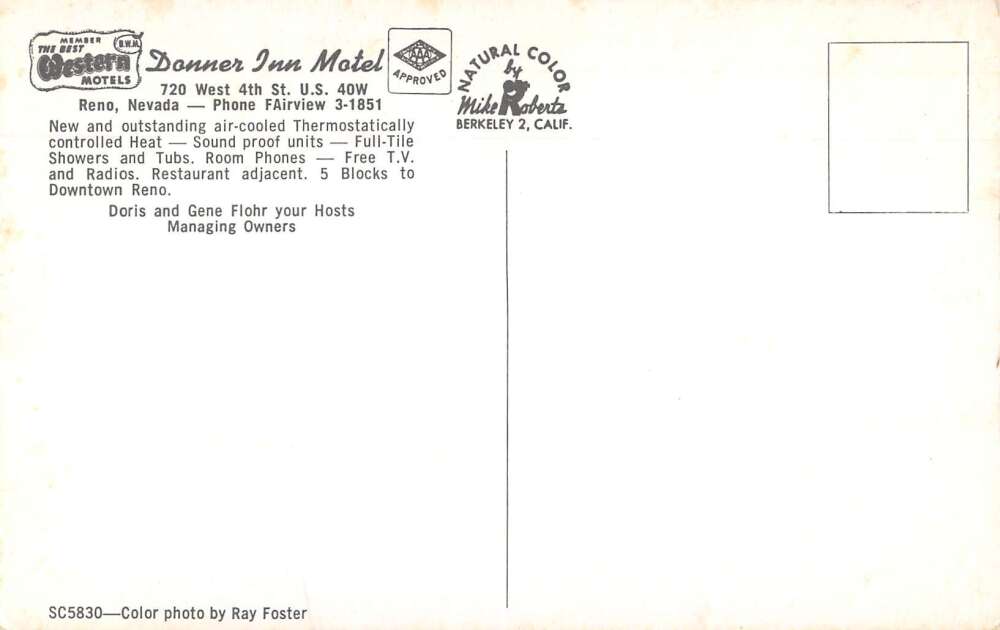 MEMBER
B.W.M.
THE BEST
Western
MOTELS
Donner Inn Motel
AAA
APPROVED
720 West 4th St. U.S. 40W
Reno, Nevada — Phone FAirview 3-1851
New and outstanding air-cooled Thermostatically
controlled Heat — Sound proof units — Full-Tile
Showers and Tubs. Room Phones — Free T.V.
and Radios. Restaurant adjacent. 5 Blocks to
Downtown Reno.
Doris and Gene Flohr your Hosts
Managing Owners
NATURAL COLOR
by
Mike Roberts
BERKELEY 2, CALIF.
SC5830—Color photo by Ray Foster